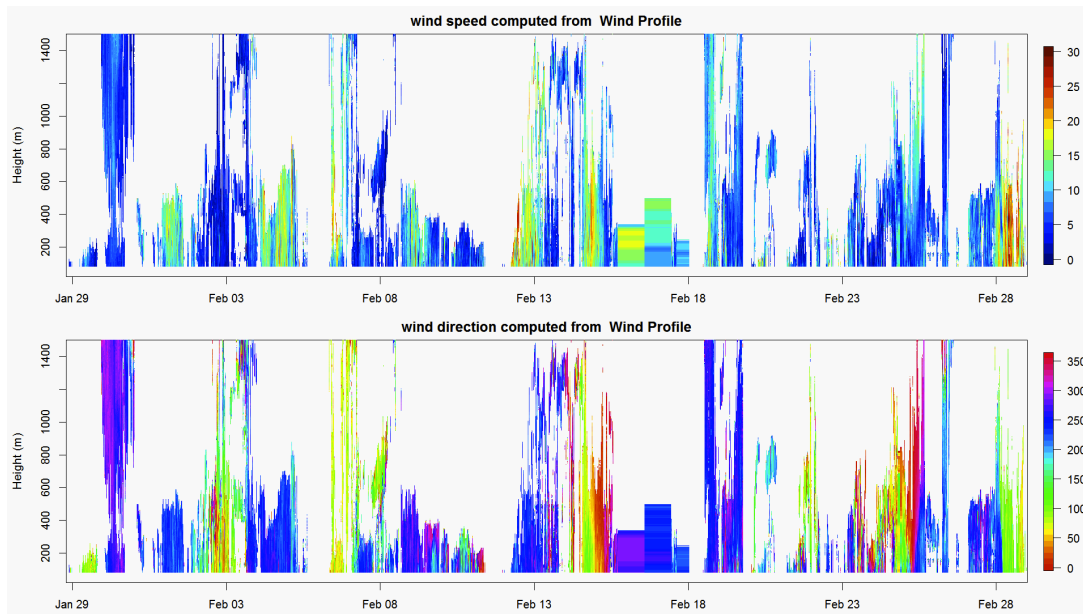 wind speed computed from  Wind Profile
Height (m)
1400
1000
800
600
400
200
Jan 29
Feb 03
Feb 08
Feb 13
Feb 18
Feb 23
Feb 28
30
25
20
15
10
5
0
wind direction computed from  Wind Profile
Height (m)
1400
1000
800
600
400
200
Jan 29
Feb 03
Feb 08
Feb 13
Feb 18
Feb 23
Feb 28
350
300
250
200
150
100
50
0